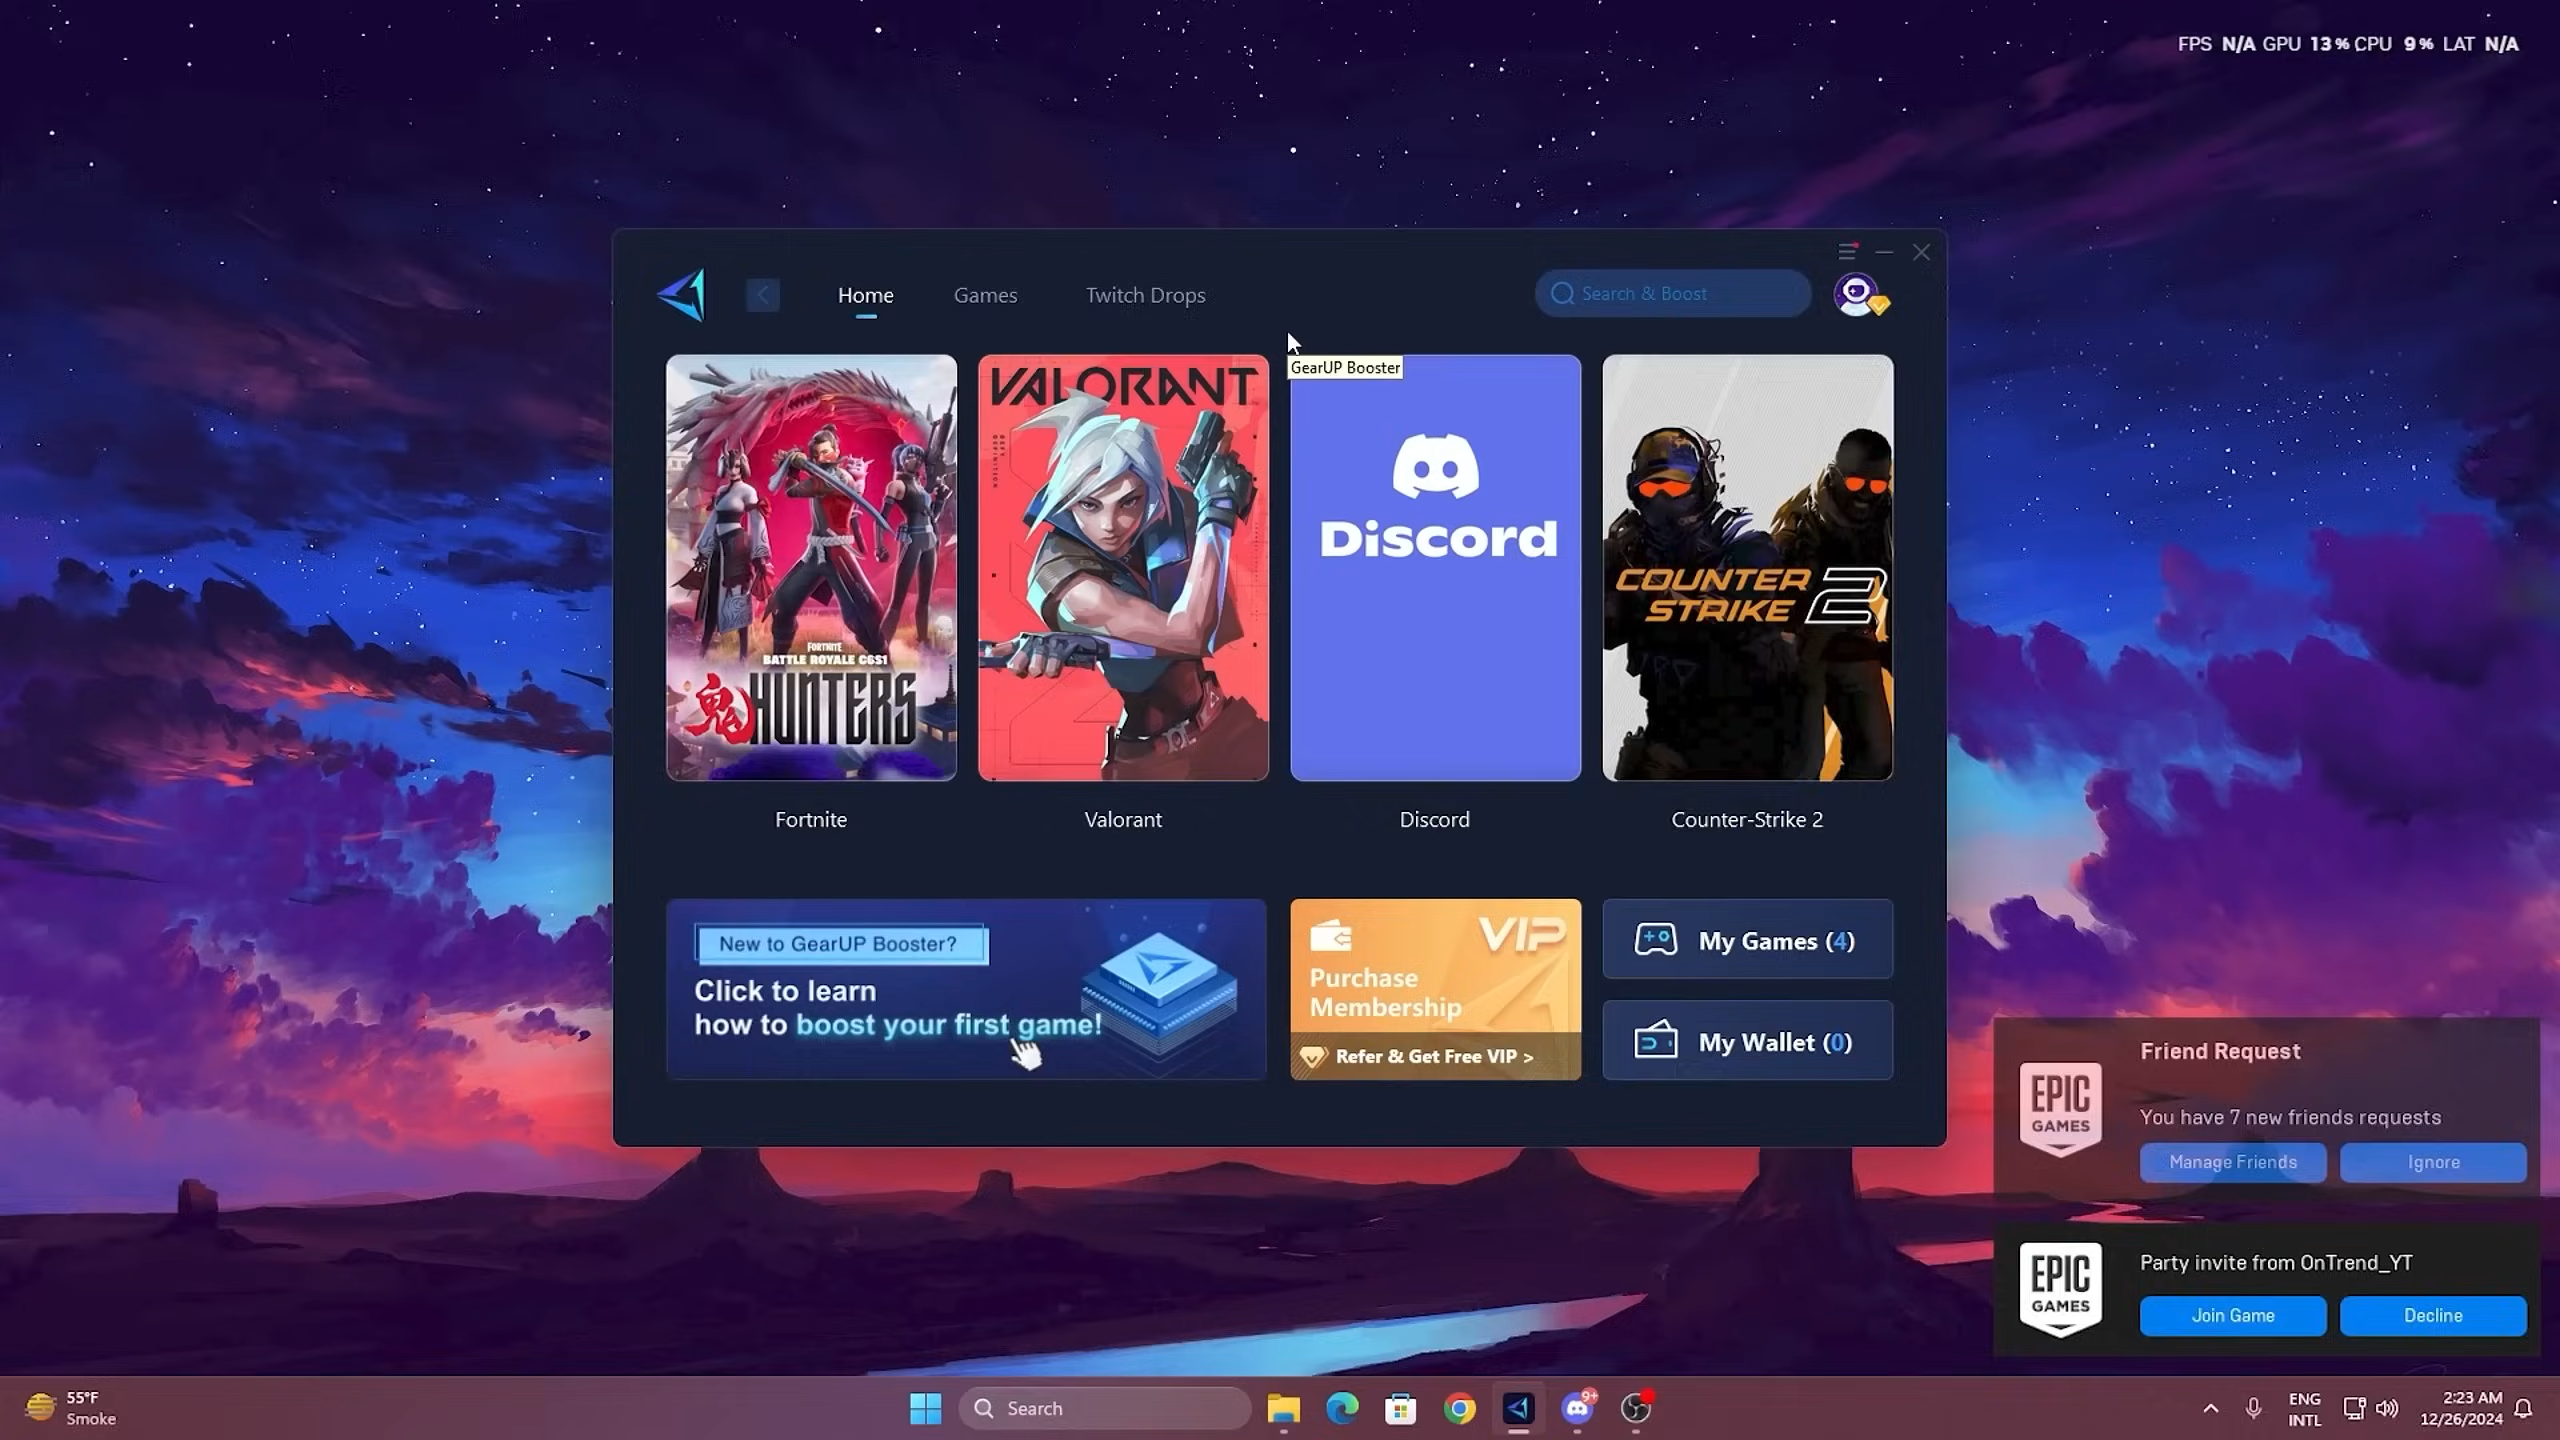 FPS N/A GPU 13% CPU 9% LAT N/A
Home
Games
Twitch Drops
Search & Boost
GearUP Booster
FORTNITE
BATTLE ROYALE C6S1
鬼 HUNTERS
VALORANT
Discord
COUNTER
STRIKE 2
Fortnite
Valorant
Discord
Counter-Strike 2
New to GearUP Booster?
Click to learn
how to boost your first game!
VIP
Purchase
Membership
Refer & Get Free VIP >
My Games (4)
My Wallet (0)
EPIC
GAMES
Friend Request
You have 7 new friends requests
Manage Friends
Ignore
EPIC
GAMES
Party invite from OnTrend_YT
Join Game
Decline
55°F
Smoke
Search
9+
ENG
INTL
2:23 AM
12/26/2024